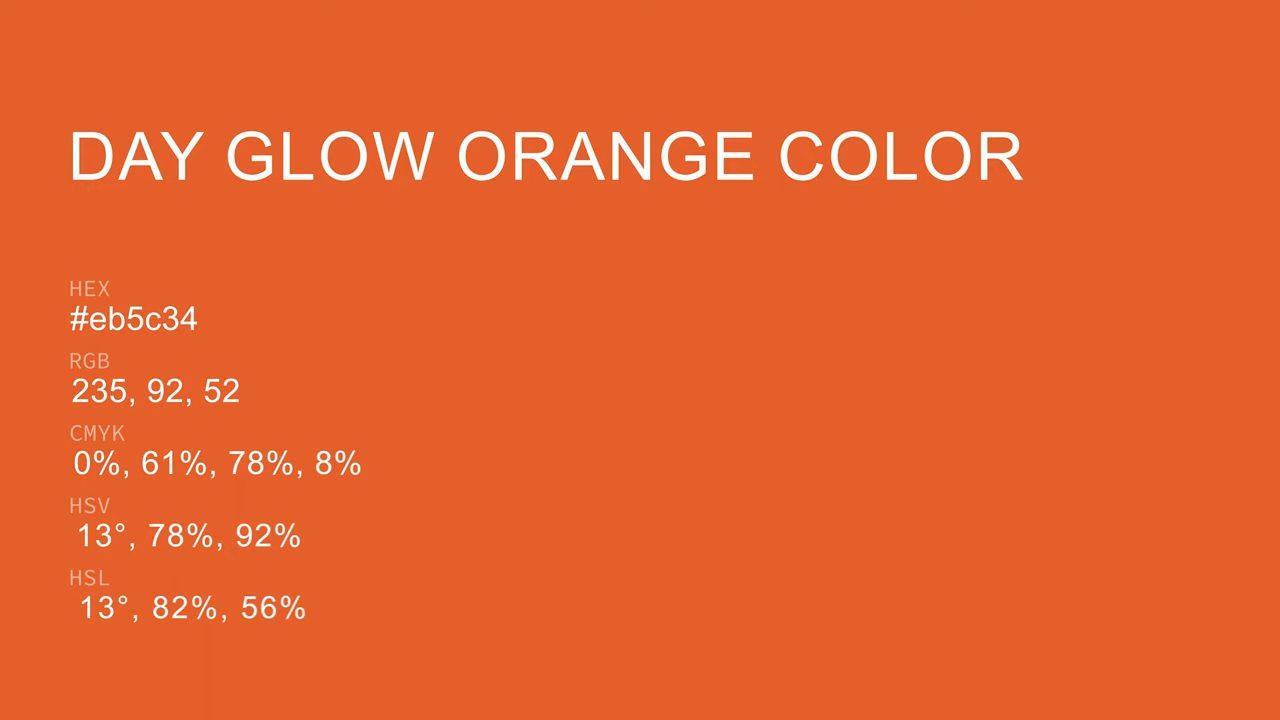 DAY GLOW ORANGE COLOR
HEX
#eb5c34
RGB
235, 92, 52
CMYK
0%, 61%, 78%, 8%
HSV
13°, 78%, 92%
HSL
13°, 82%, 56%